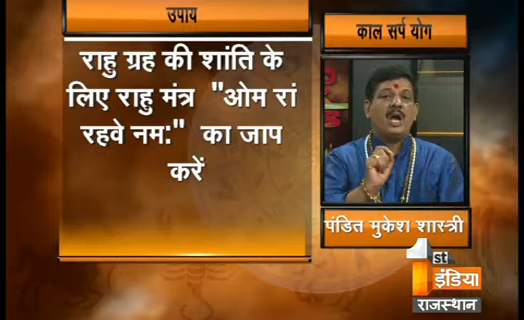 उपाय
राहु ग्रह की शांति के
लिए राहु मंत्र "ओम रां
रहवे नम:" का जाप
करें
काल सर्प योग
पंडित मुकेश शास्त्री
1st
इंडिया
राजस्थान